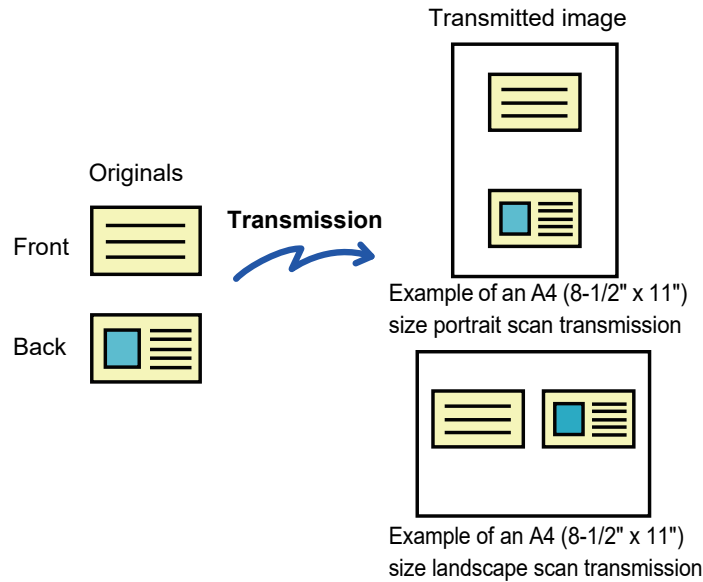 Transmitted image
Originals
Front
Transmission
Back
Example of an A4 (8-1/2" x 11")
size portrait scan transmission
Example of an A4 (8-1/2" x 11")
size landscape scan transmission